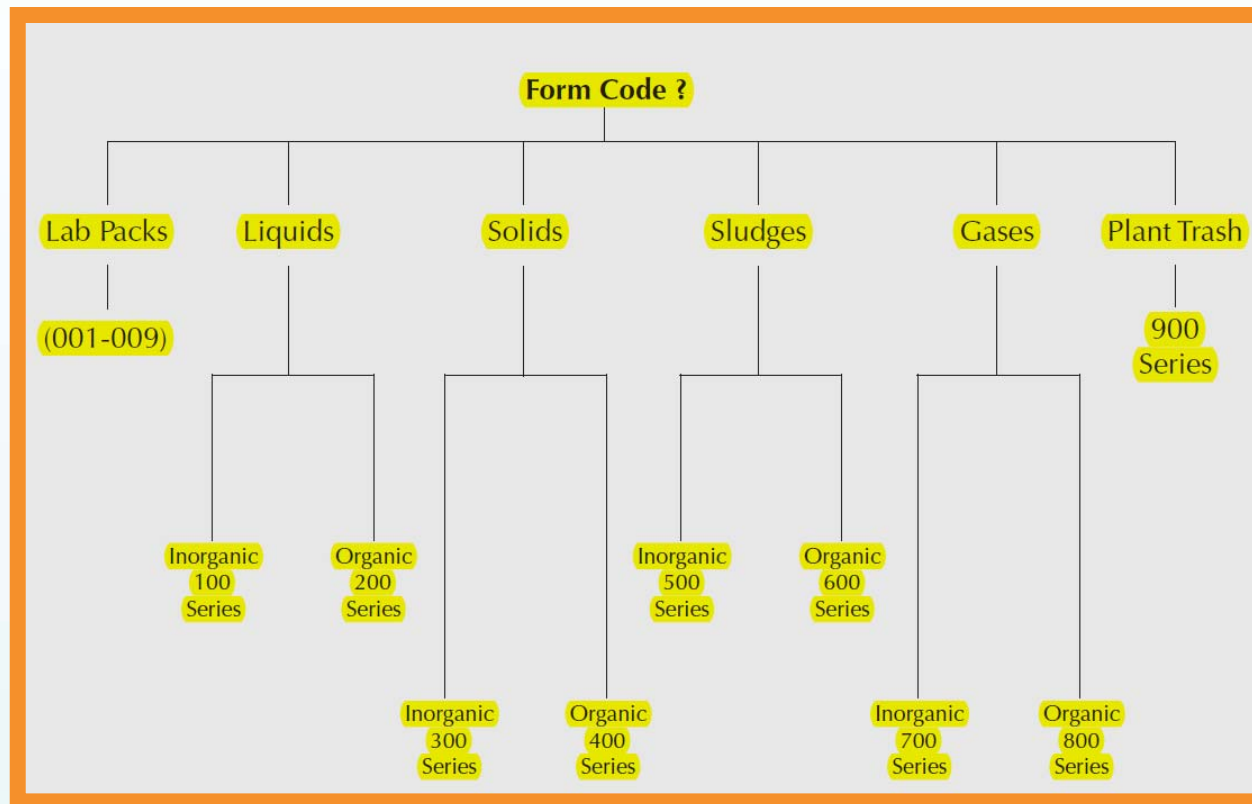 Form Code ?
Lab Packs
Liquids
Solids
Sludges
Gases
Plant Trash
(001-009)
900
Series
Inorganic
100
Series
Organic
200
Series
Inorganic
500
Series
Organic
600
Series
Inorganic
300
Series
Organic
400
Series
Inorganic
700
Series
Organic
800
Series